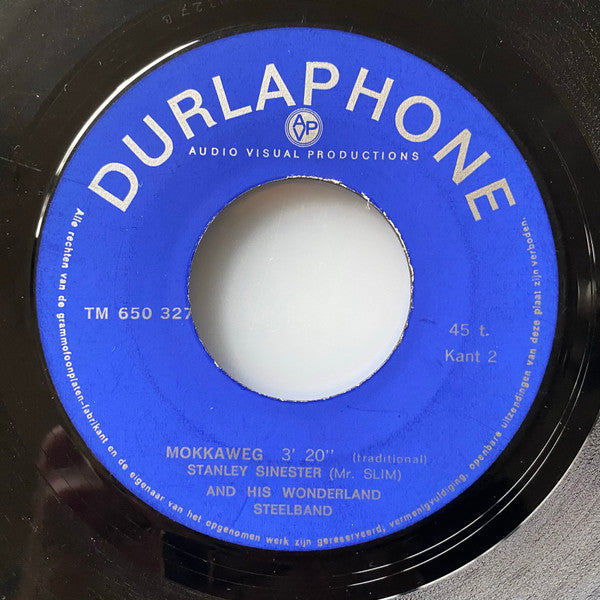 DURLAPHONE
AVP
AUDIO VISUAL PRODUCTIONS
TM 650 327
45 t.
Kant 2
MOKKAWEG 3' 20'' (traditional)
STANLEY SINESTER (Mr. SLIM)
AND HIS WONDERLAND
STEELBAND
Alle rechten van de grammofoonplaten-fabrikant en de eigenaar van het opgenomen werk zijn gereserveerd, vermenigvuldiging, openbare uitzendingen van deze plaat zijn verboden.